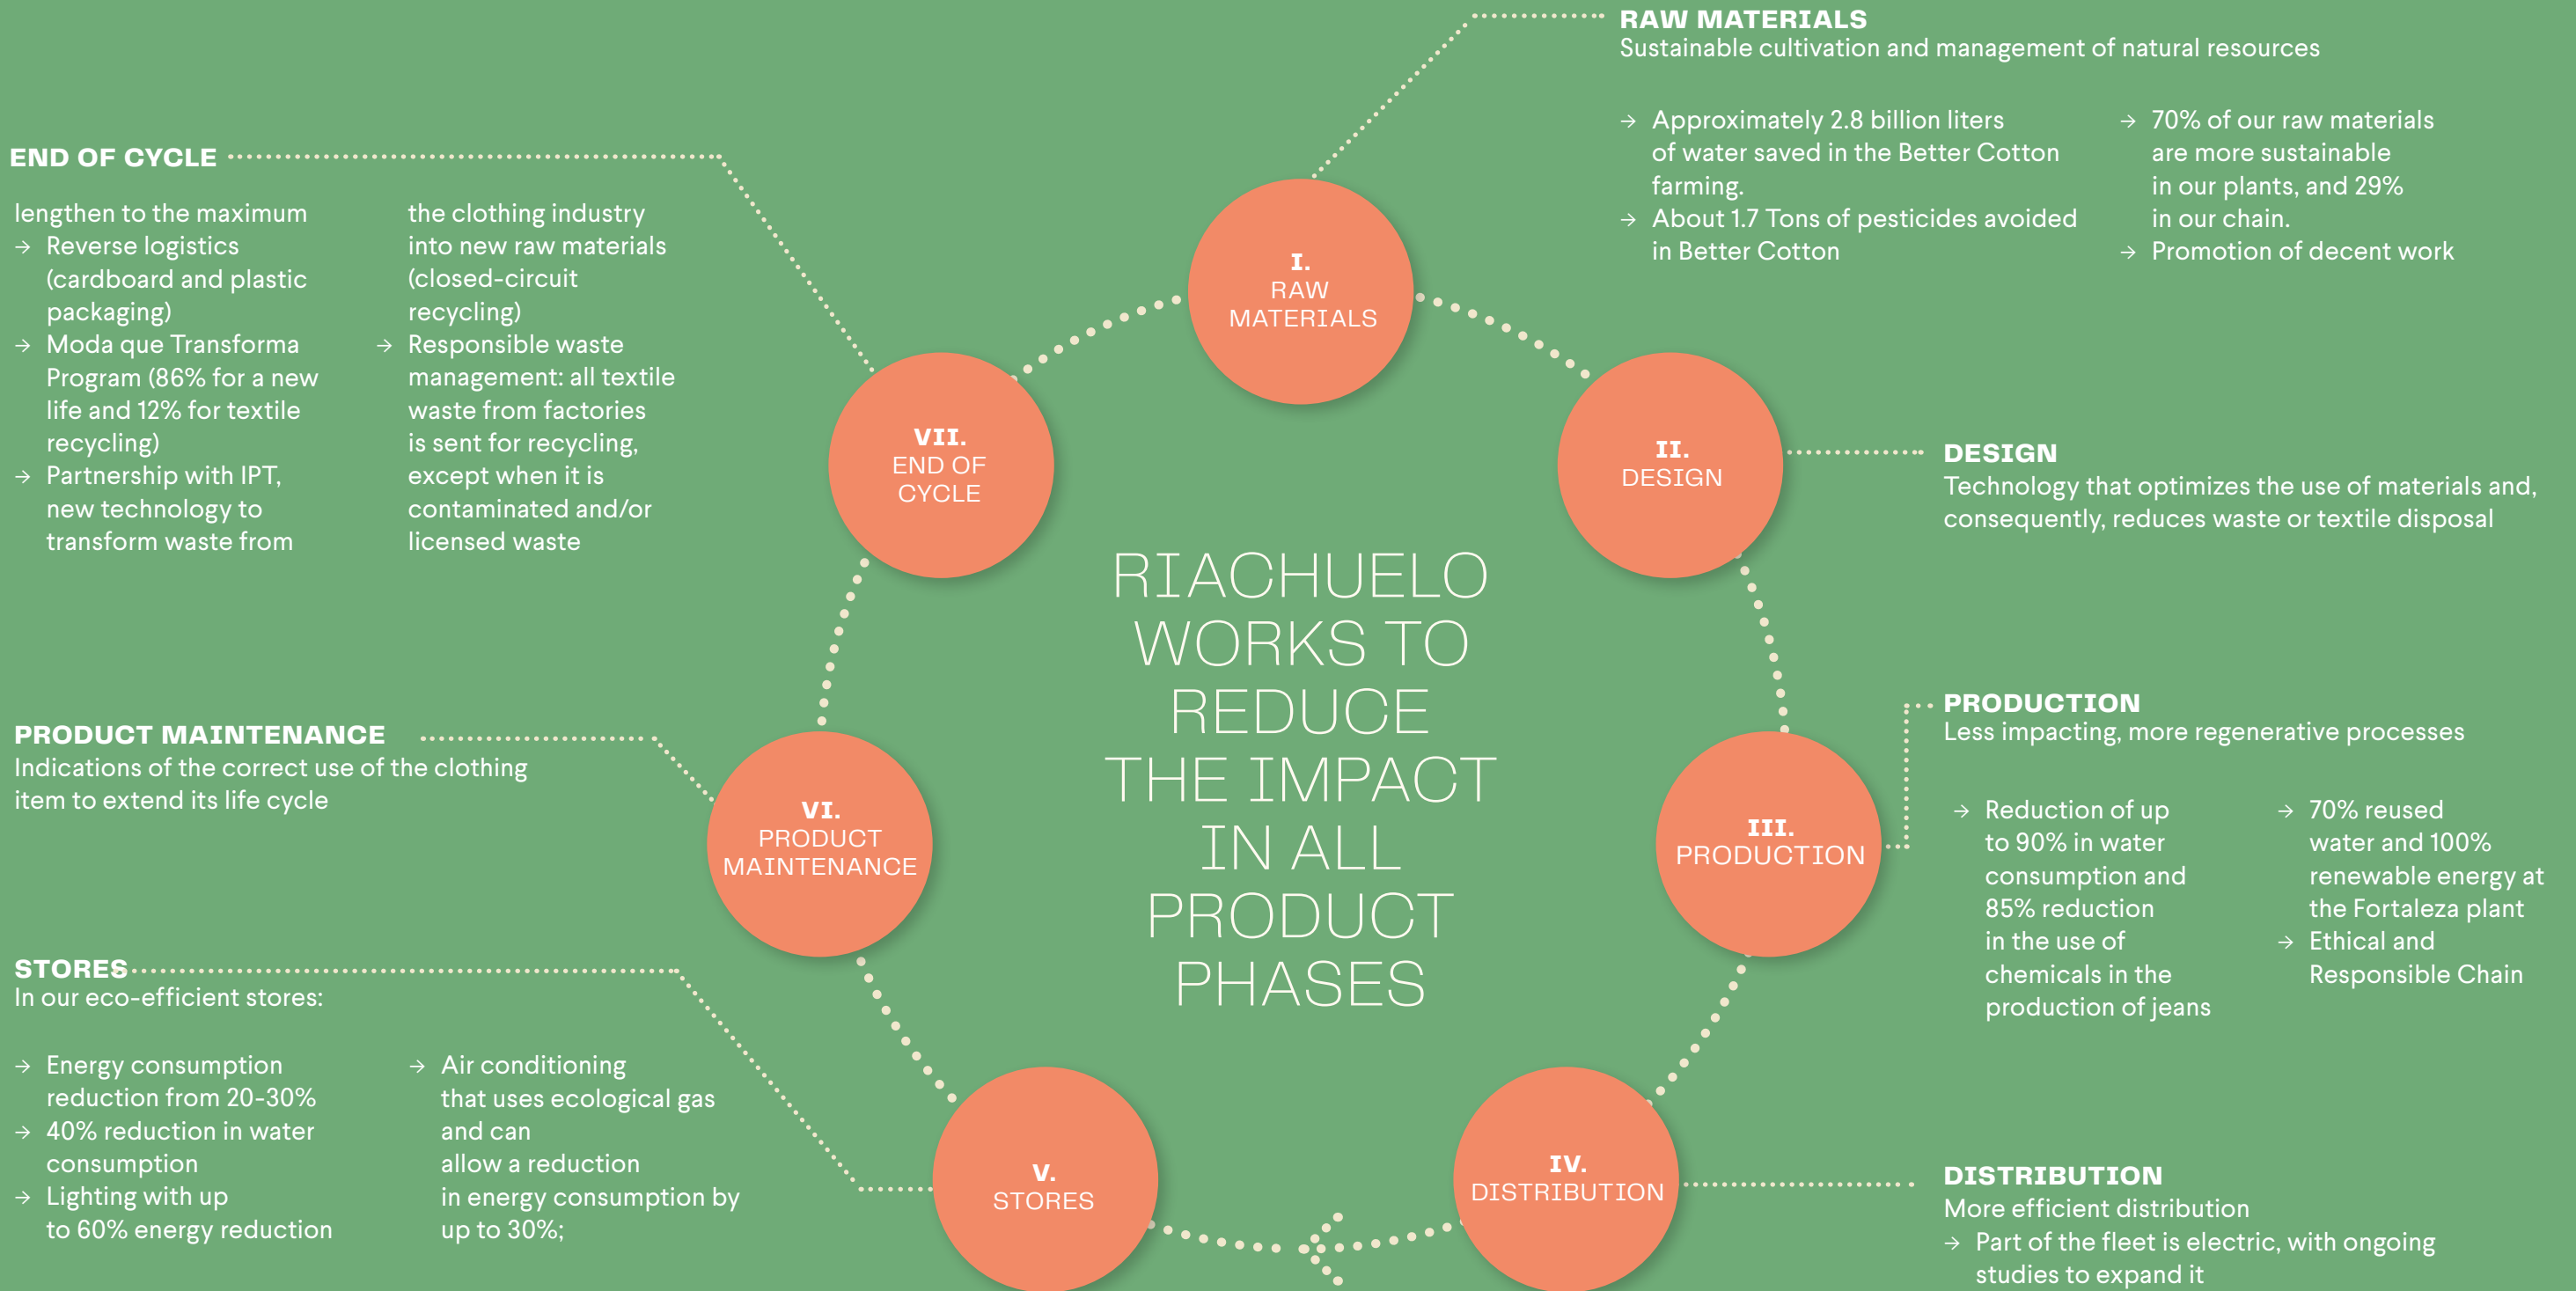 RAW MATERIALS
Sustainable cultivation and management of natural resources
→ Approximately 2.8 billion liters
of water saved in the Better Cotton
farming.
→ About 1.7 Tons of pesticides avoided
in Better Cotton
→ 70% of our raw materials
are more sustainable
in our plants, and 29%
in our chain.
→ Promotion of decent work
END OF CYCLE
lengthen to the maximum
→ Reverse logistics
(cardboard and plastic
packaging)
→ Moda que Transforma
Program (86% for a new
life and 12% for textile
recycling)
→ Partnership with IPT,
new technology to
transform waste from
the clothing industry
into new raw materials
(closed-circuit
recycling)
→ Responsible waste
management: all textile
waste from factories
is sent for recycling,
except when it is
contaminated and/or
licensed waste
I.
RAW
MATERIALS
VII.
END OF
CYCLE
II.
DESIGN
DESIGN
Technology that optimizes the use of materials and,
consequently, reduces waste or textile disposal
RIACHUELO
WORKS TO
REDUCE
THE IMPACT
IN ALL
PRODUCT
PHASES
PRODUCT MAINTENANCE
Indications of the correct use of the clothing
item to extend its life cycle
VI.
PRODUCT
MAINTENANCE
III.
PRODUCTION
PRODUCTION
Less impacting, more regenerative processes
→ Reduction of up
to 90% in water
consumption and
85% reduction
in the use of
chemicals in the
production of jeans
→ 70% reused
water and 100%
renewable energy at
the Fortaleza plant
→ Ethical and
Responsible Chain
STORES
In our eco-efficient stores:
→ Energy consumption
reduction from 20-30%
→ 40% reduction in water
consumption
→ Lighting with up
to 60% energy reduction
→ Air conditioning
that uses ecological gas
and can
allow a reduction
in energy consumption by
up to 30%;
V.
STORES
IV.
DISTRIBUTION
DISTRIBUTION
More efficient distribution
→ Part of the fleet is electric, with ongoing
studies to expand it